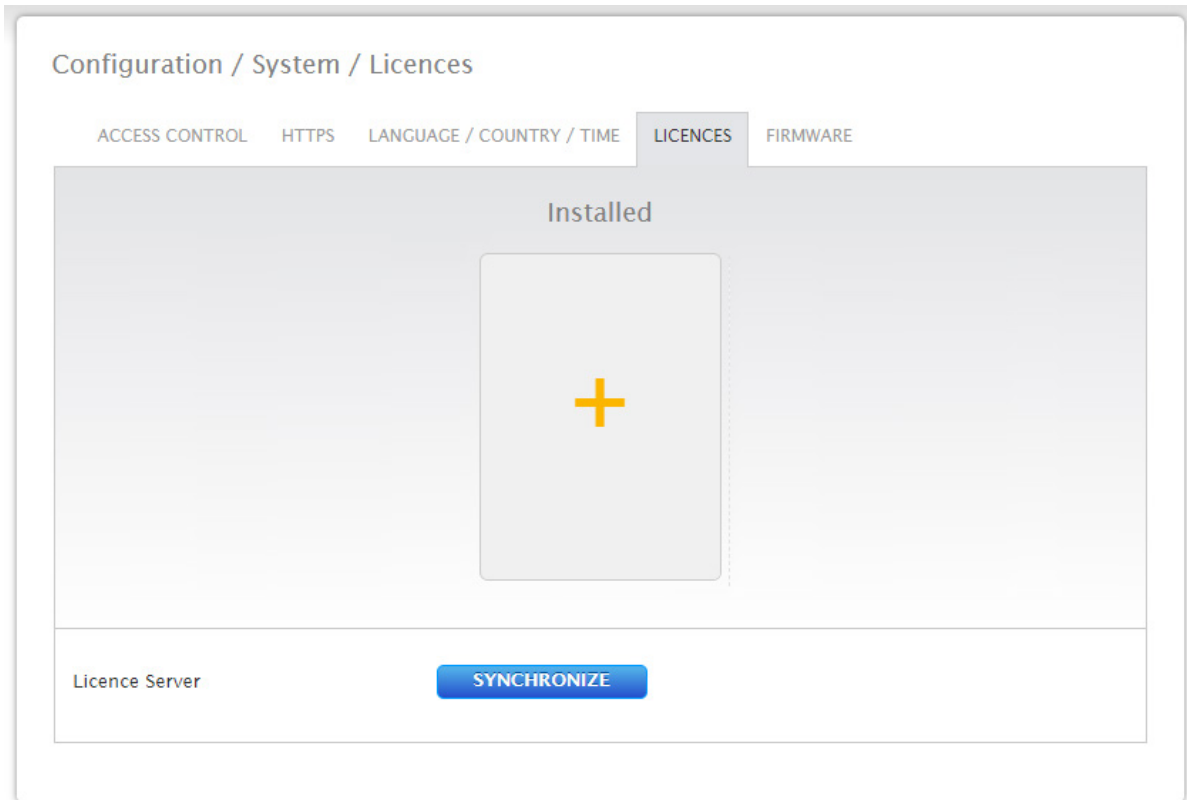 Configuration / System / Licences
ACCESS CONTROL HTTPS LANGUAGE / COUNTRY / TIME LICENCES FIRMWARE
Installed
+
Licence Server SYNCHRONIZE